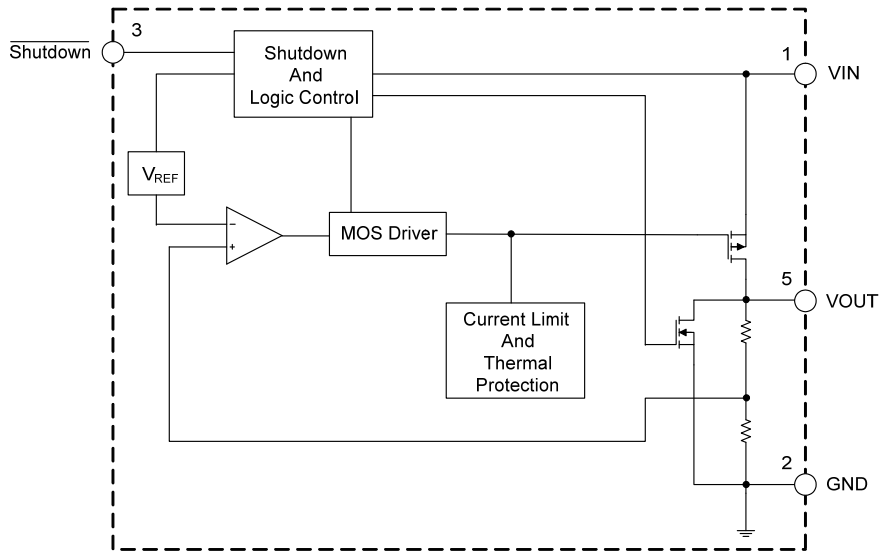 3
Shutdown
Shutdown
And
Logic Control
1
VIN
VREF
−
+
MOS Driver
5
VOUT
Current Limit
And
Thermal
Protection
2
GND